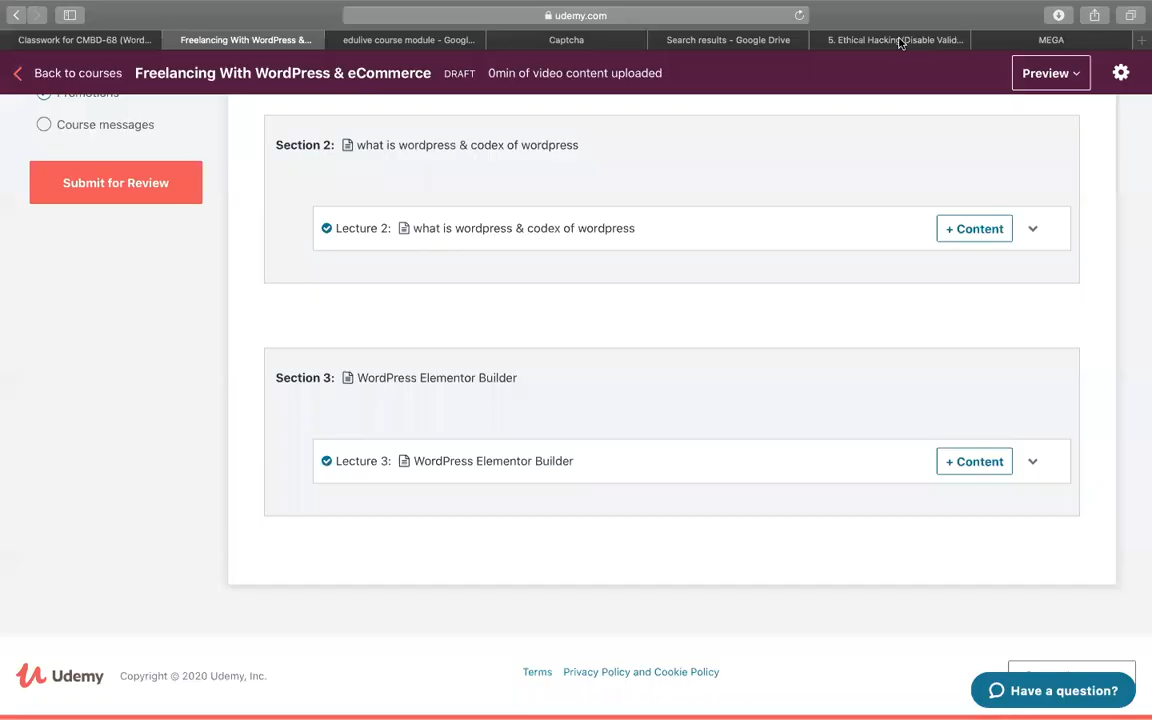 udemy.com
Classwork for CMBD-68 (Word...
Freelancing With WordPress &...
edulive course module - Googl...
Captcha
Search results - Google Drive
5. Ethical Hacking Disable Valid...
MEGA
Back to courses
Freelancing With WordPress & eCommerce
DRAFT
0min of video content uploaded
Preview
Promotions
Course messages
Submit for Review
Section 2: what is wordpress & codex of wordpress
Lecture 2: what is wordpress & codex of wordpress
+ Content
Section 3: WordPress Elementor Builder
Lecture 3: WordPress Elementor Builder
+ Content
Udemy
Copyright © 2020 Udemy, Inc.
Terms
Privacy Policy and Cookie Policy
Have a question?